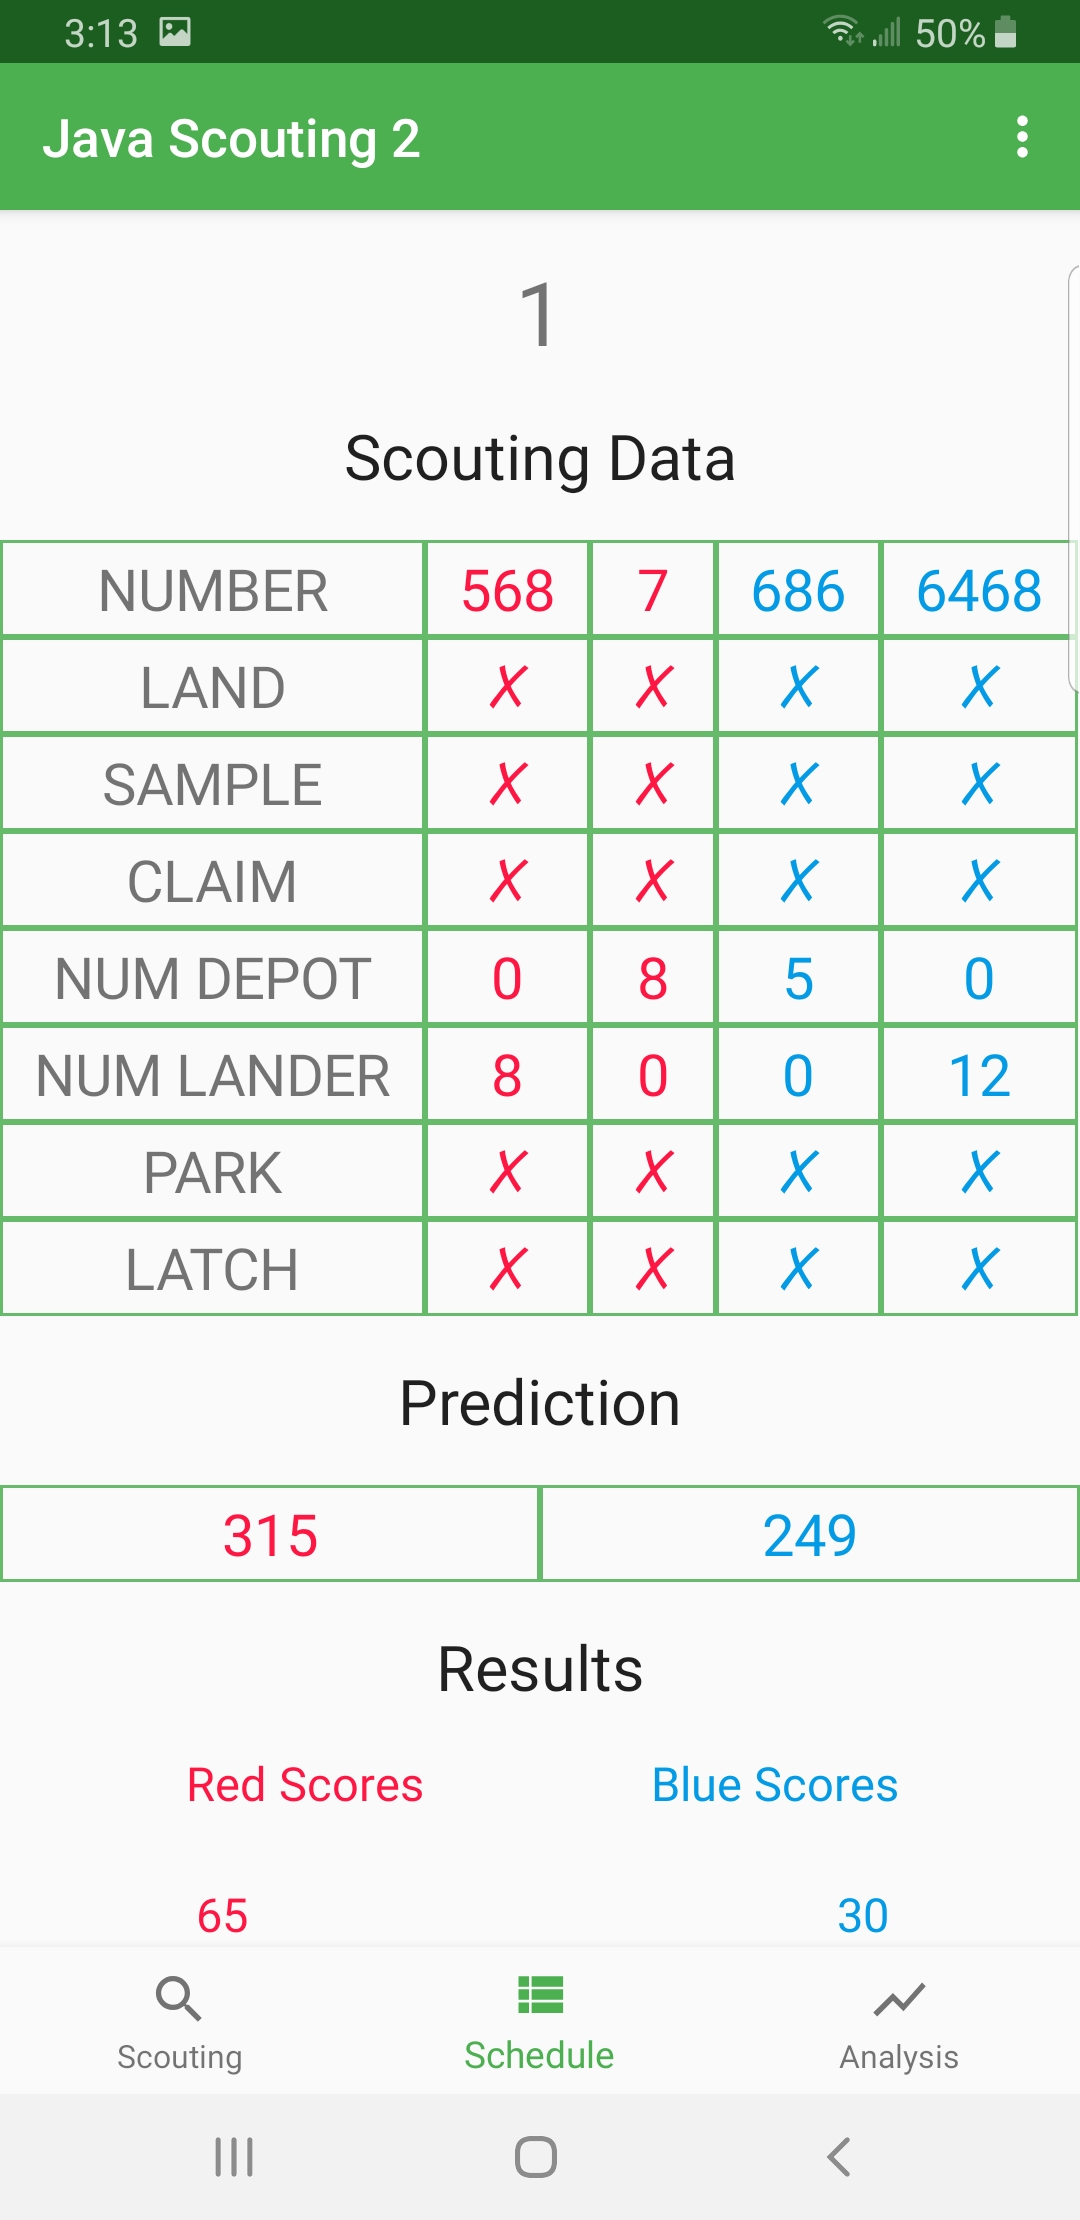 3:13 50%
Java Scouting 2
1
Scouting Data
NUMBER 568 7 686 6468
LAND ✗ ✗ ✗ ✗
SAMPLE ✗ ✗ ✗ ✗
CLAIM ✗ ✗ ✗ ✗
NUM DEPOT 0 8 5 0
NUM LANDER 8 0 0 12
PARK ✗ ✗ ✗ ✗
LATCH ✗ ✗ ✗ ✗
Prediction
315 249
Results
Red Scores Blue Scores
65 30
Scouting Schedule Analysis